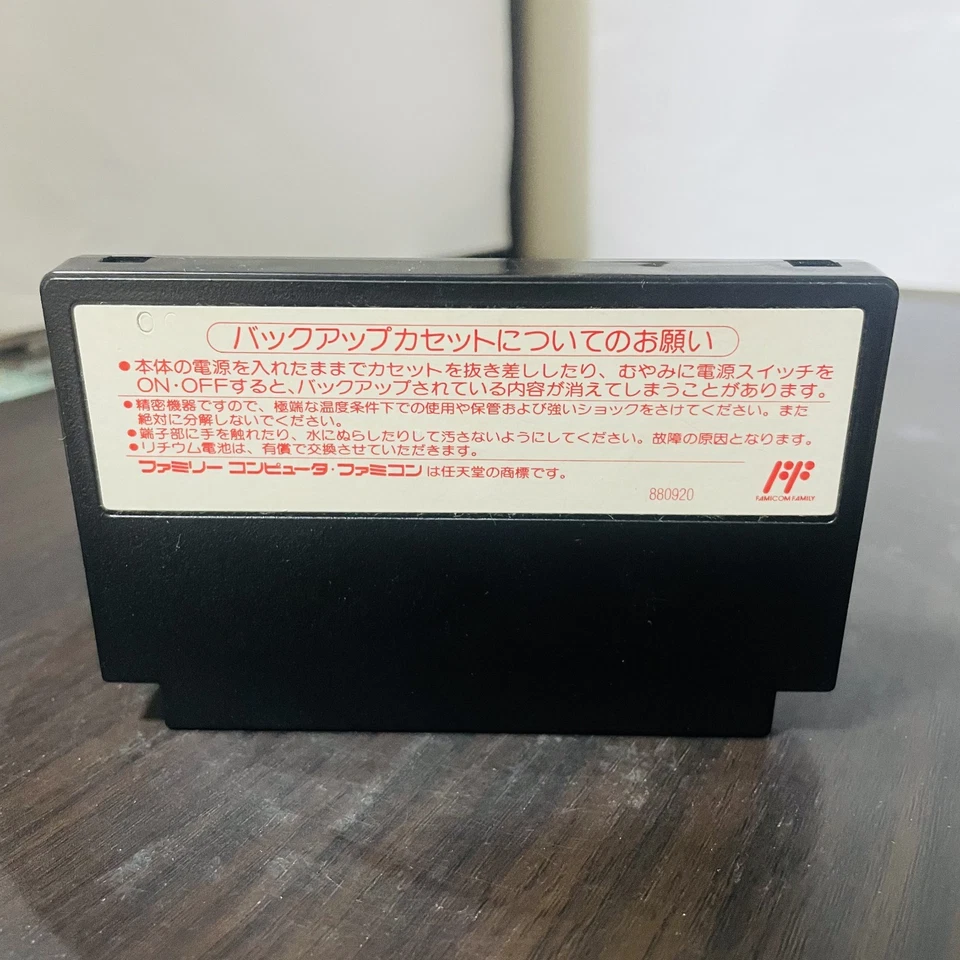 バックアップカセットについてのお願い
●本体の電源を入れたままでカセットを抜き差ししたり、むやみに電源スイッチを
ON・OFFすると、バックアップされている内容が消えてしまうことがあります。
●精密機器ですので、極端な温度条件下での使用や保管および強いショックをさけてください。また
絶対に分解しないでください。
●端子部に手を触れたり、水にぬらしたりして汚さないようにしてください。故障の原因となります。
●リチウム電池は、有償で交換させていただきます。
ファミリー コンピュータ・ファミコンは任天堂の商標です。
880920
FAMICOM FAMILY